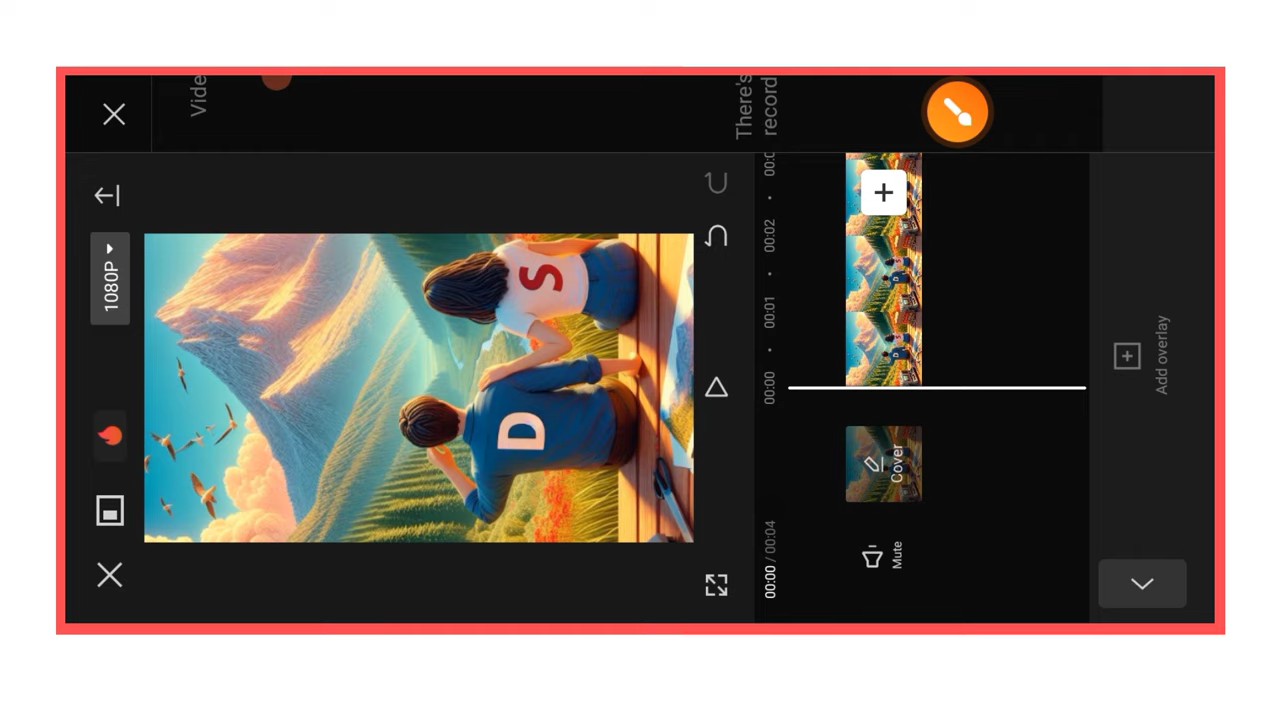 1080P
Vide
D
S
There's
record
00:00 / 00:04
00:00 • 00:01 • 00:02 •
Mute
Cover
Add overlay